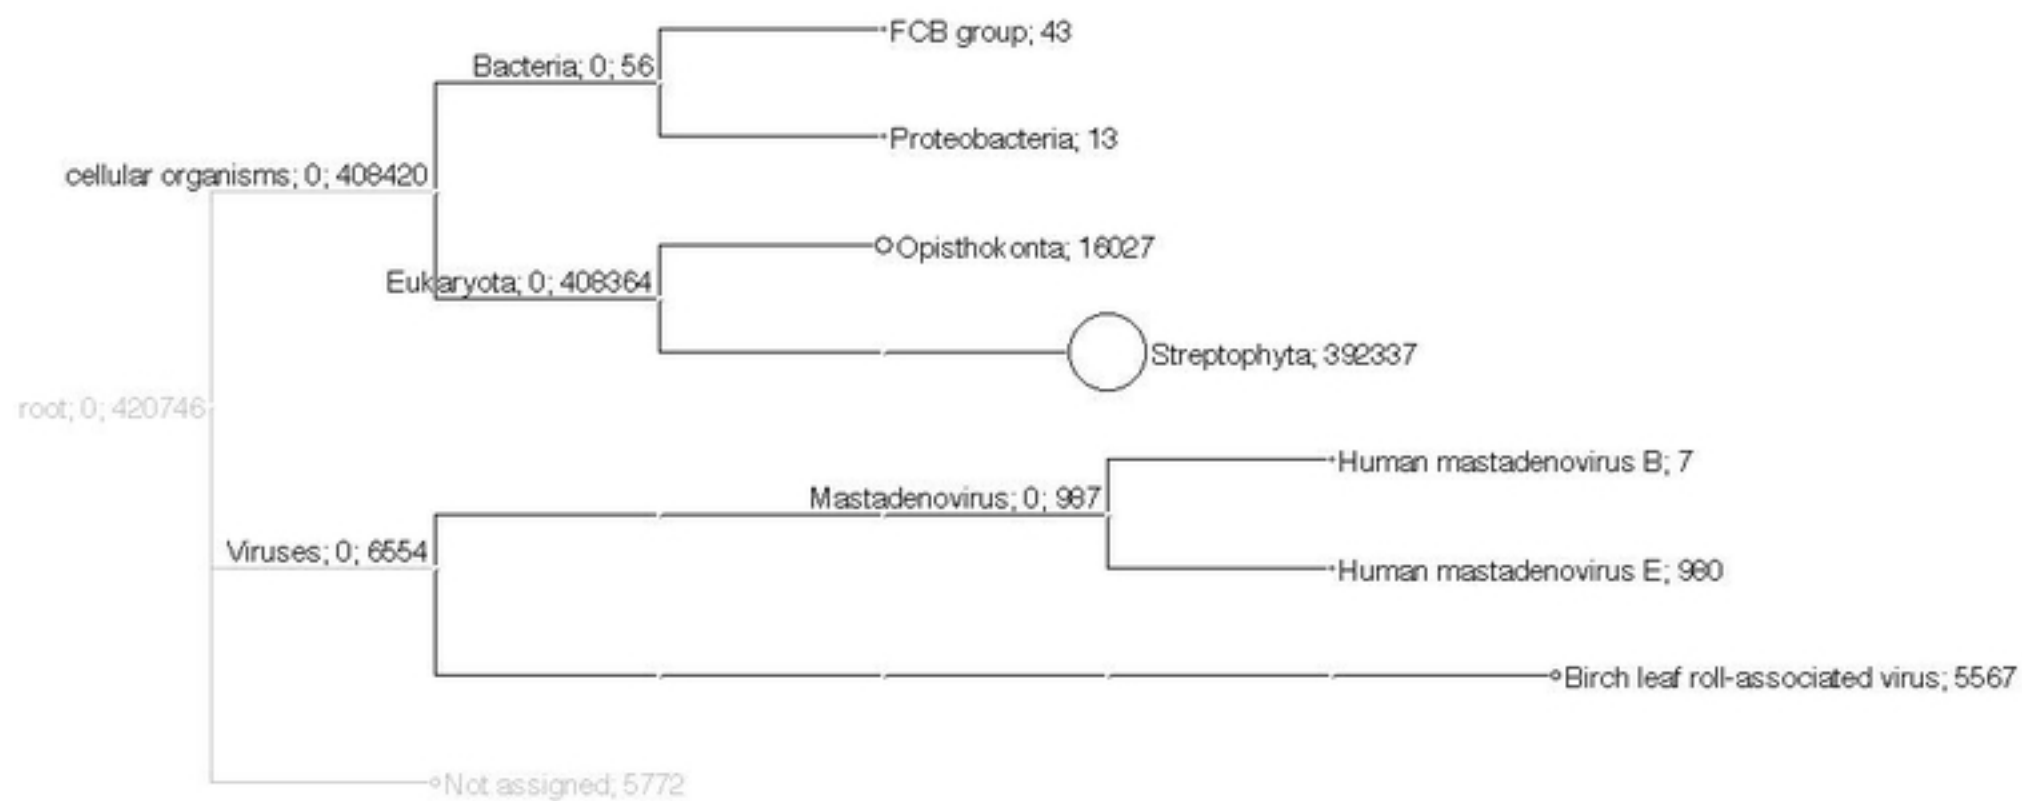 FCB group; 43
Bacteria; 0; 56
Proteobacteria; 13
cellular organisms; 0; 408420
Opisthokonta; 16027
Eukaryota; 0; 408364
Streptophyta; 392337
root; 0; 420746
Human mastadenovirus B; 7
Mastadenovirus; 0; 987
Viruses; 0; 6554
Human mastadenovirus E; 980
Birch leaf roll-associated virus; 5567
Not assigned; 5772